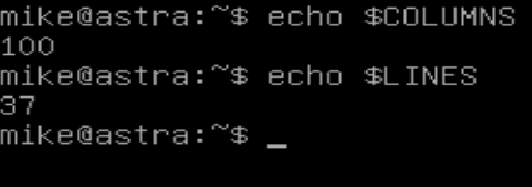 mike@astra:~$ echo $COLUMNS
100
mike@astra:~$ echo $LINES
37
mike@astra:~$ _